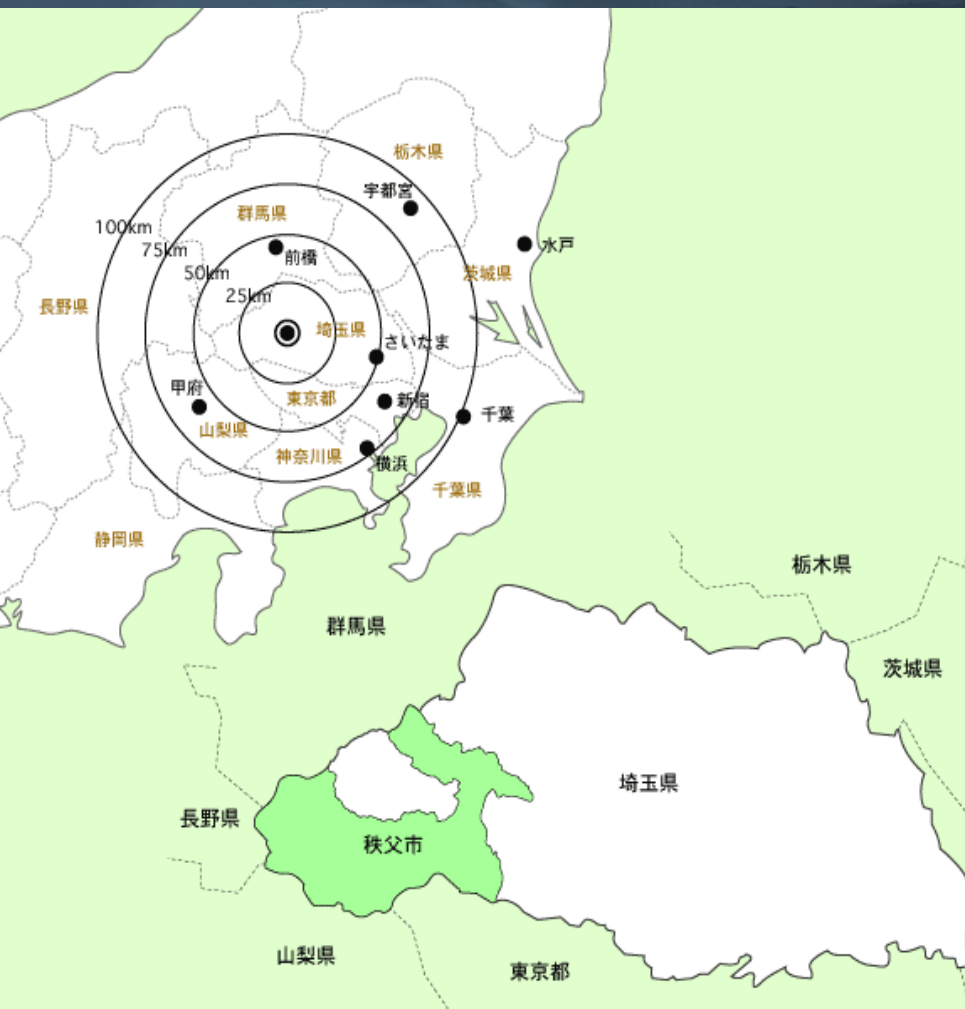 栃木県
宇都宮
群馬県
100km
水戸
75km
前橋
50km
茨城県
25km
長野県
埼玉県
さいたま
甲府
東京都
新宿
千葉
山梨県
神奈川県
横浜
千葉県
静岡県
栃木県
群馬県
茨城県
埼玉県
長野県
秩父市
山梨県
東京都